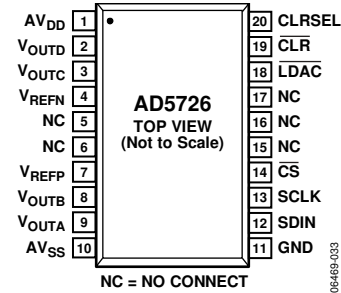 AVDD 1
VOUTD 2
VOUTC 3
VREFN 4
NC 5
NC 6
VREFP 7
VOUTB 8
VOUTA 9
AVSS 10
AD5726
TOP VIEW
(Not to Scale)
20 CLRSEL
19 CLR
18 LDAC
17 NC
16 NC
15 NC
14 CS
13 SCLK
12 SDIN
11 GND
NC = NO CONNECT
06469-033